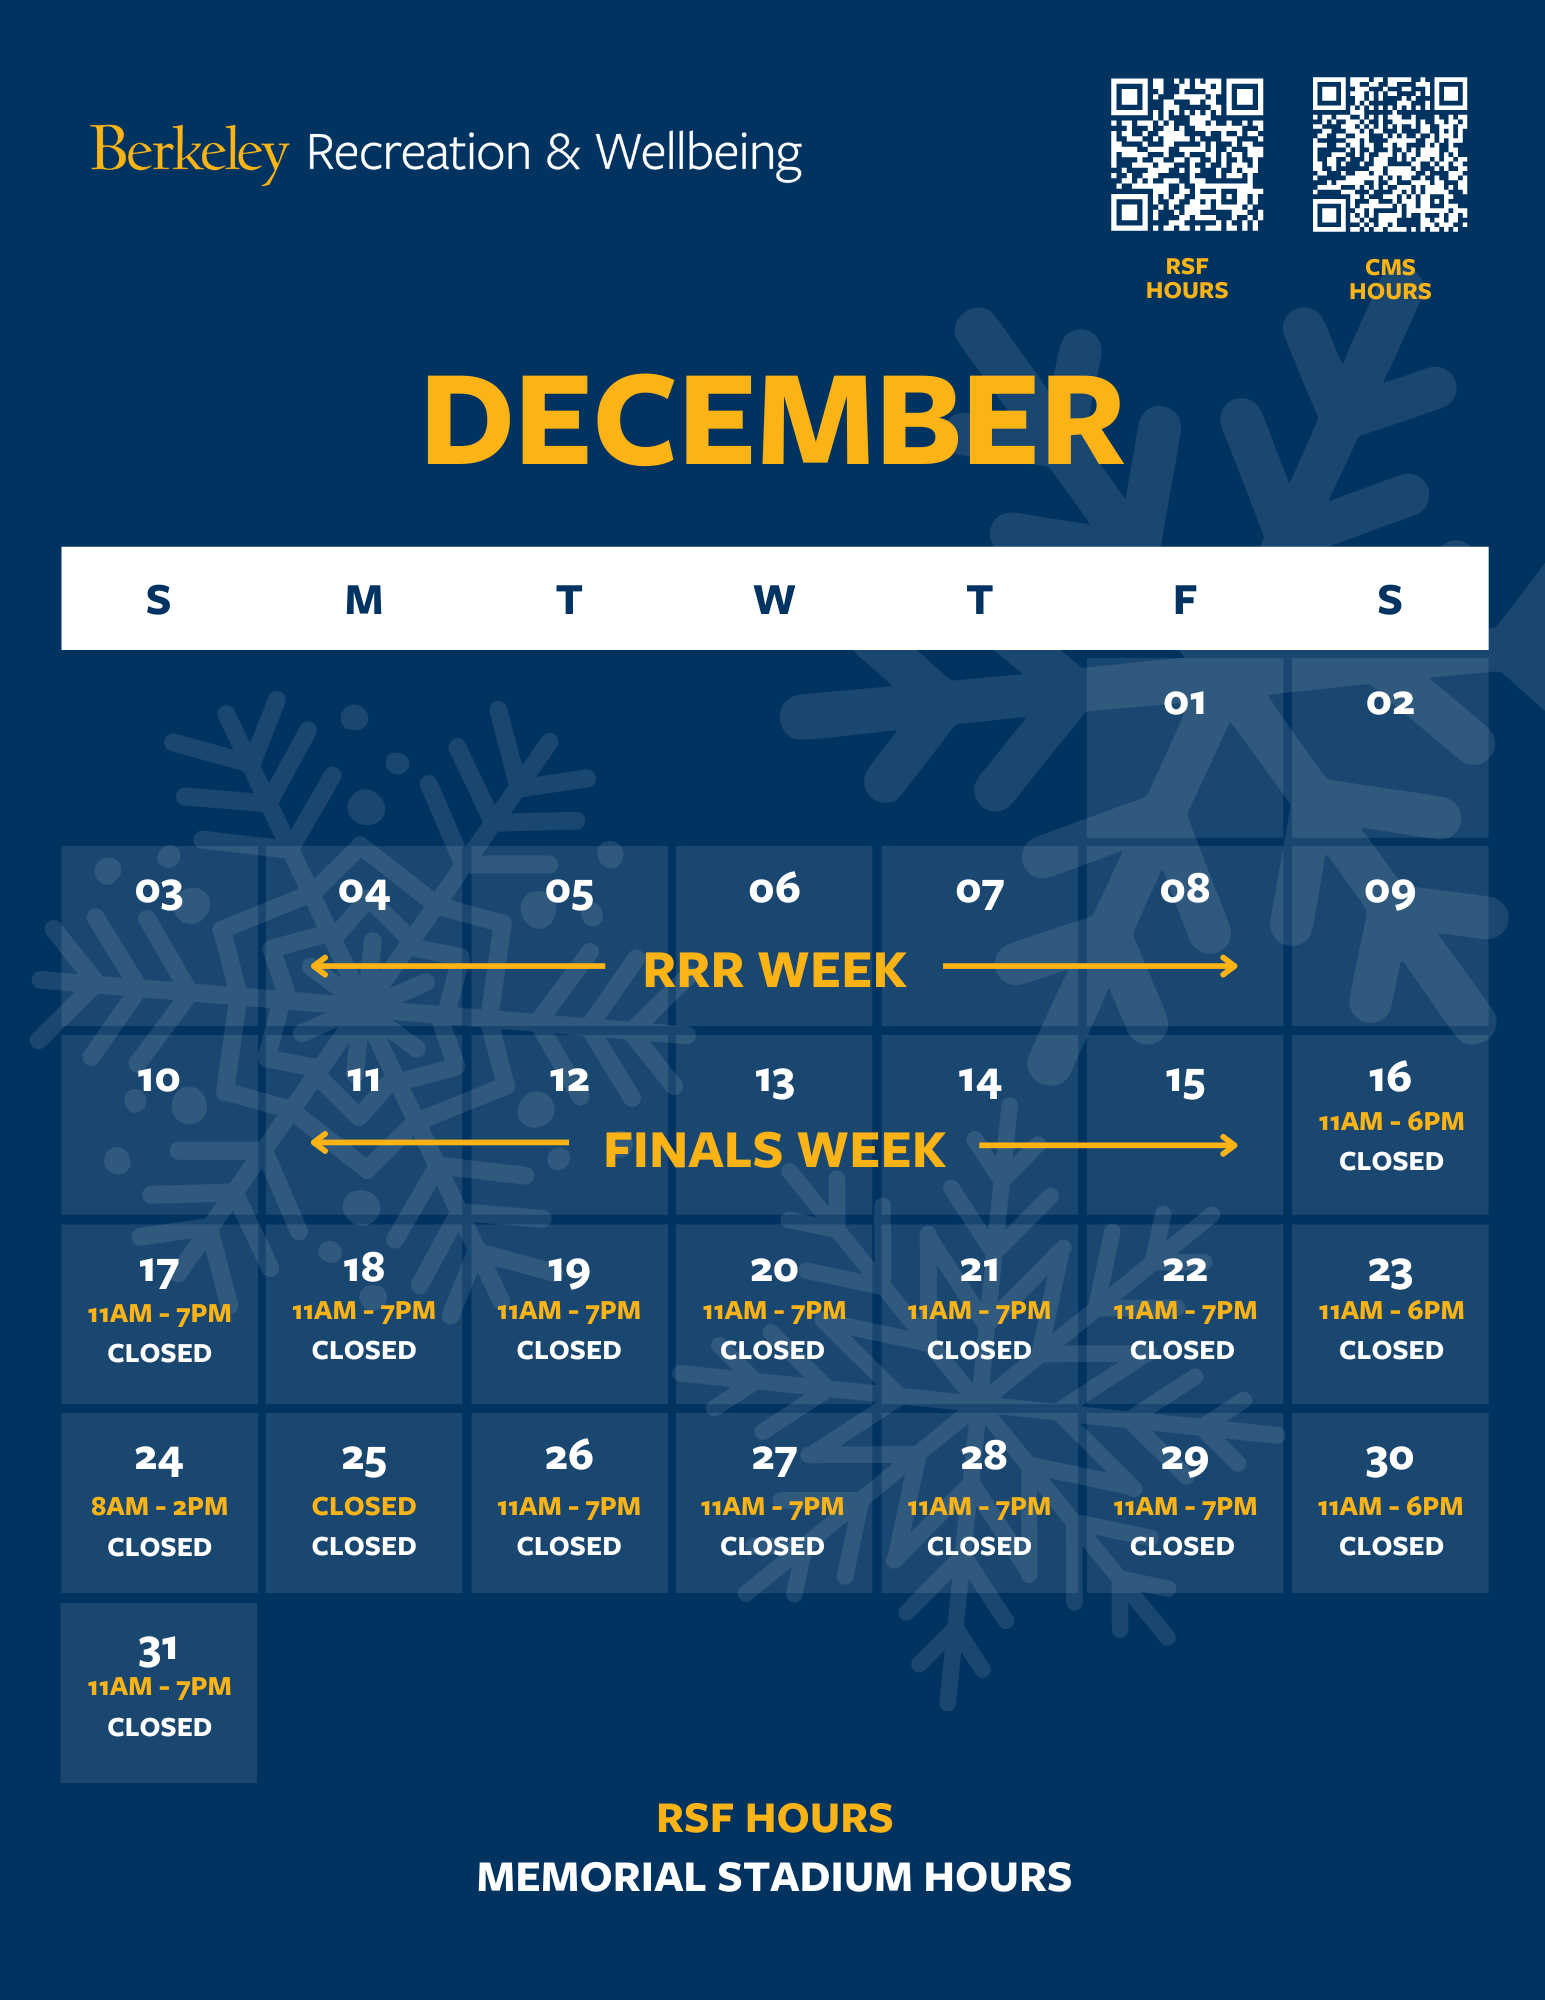 Berkeley Recreation & Wellbeing
RSF
HOURS
CMS
HOURS
DECEMBER
S M T W T F S
01 02
03 04 05 06 07 08 09
RRR WEEK
10 11 12 13 14 15 16
11AM - 6PM
CLOSED
FINALS WEEK
17 18 19 20 21 22 23
11AM - 7PM 11AM - 7PM 11AM - 7PM 11AM - 7PM 11AM - 7PM 11AM - 7PM 11AM - 6PM
CLOSED CLOSED CLOSED CLOSED CLOSED CLOSED CLOSED
24 25 26 27 28 29 30
8AM - 2PM CLOSED 11AM - 7PM 11AM - 7PM 11AM - 7PM 11AM - 7PM 11AM - 6PM
CLOSED CLOSED CLOSED CLOSED CLOSED CLOSED CLOSED
31
11AM - 7PM
CLOSED
RSF HOURS
MEMORIAL STADIUM HOURS